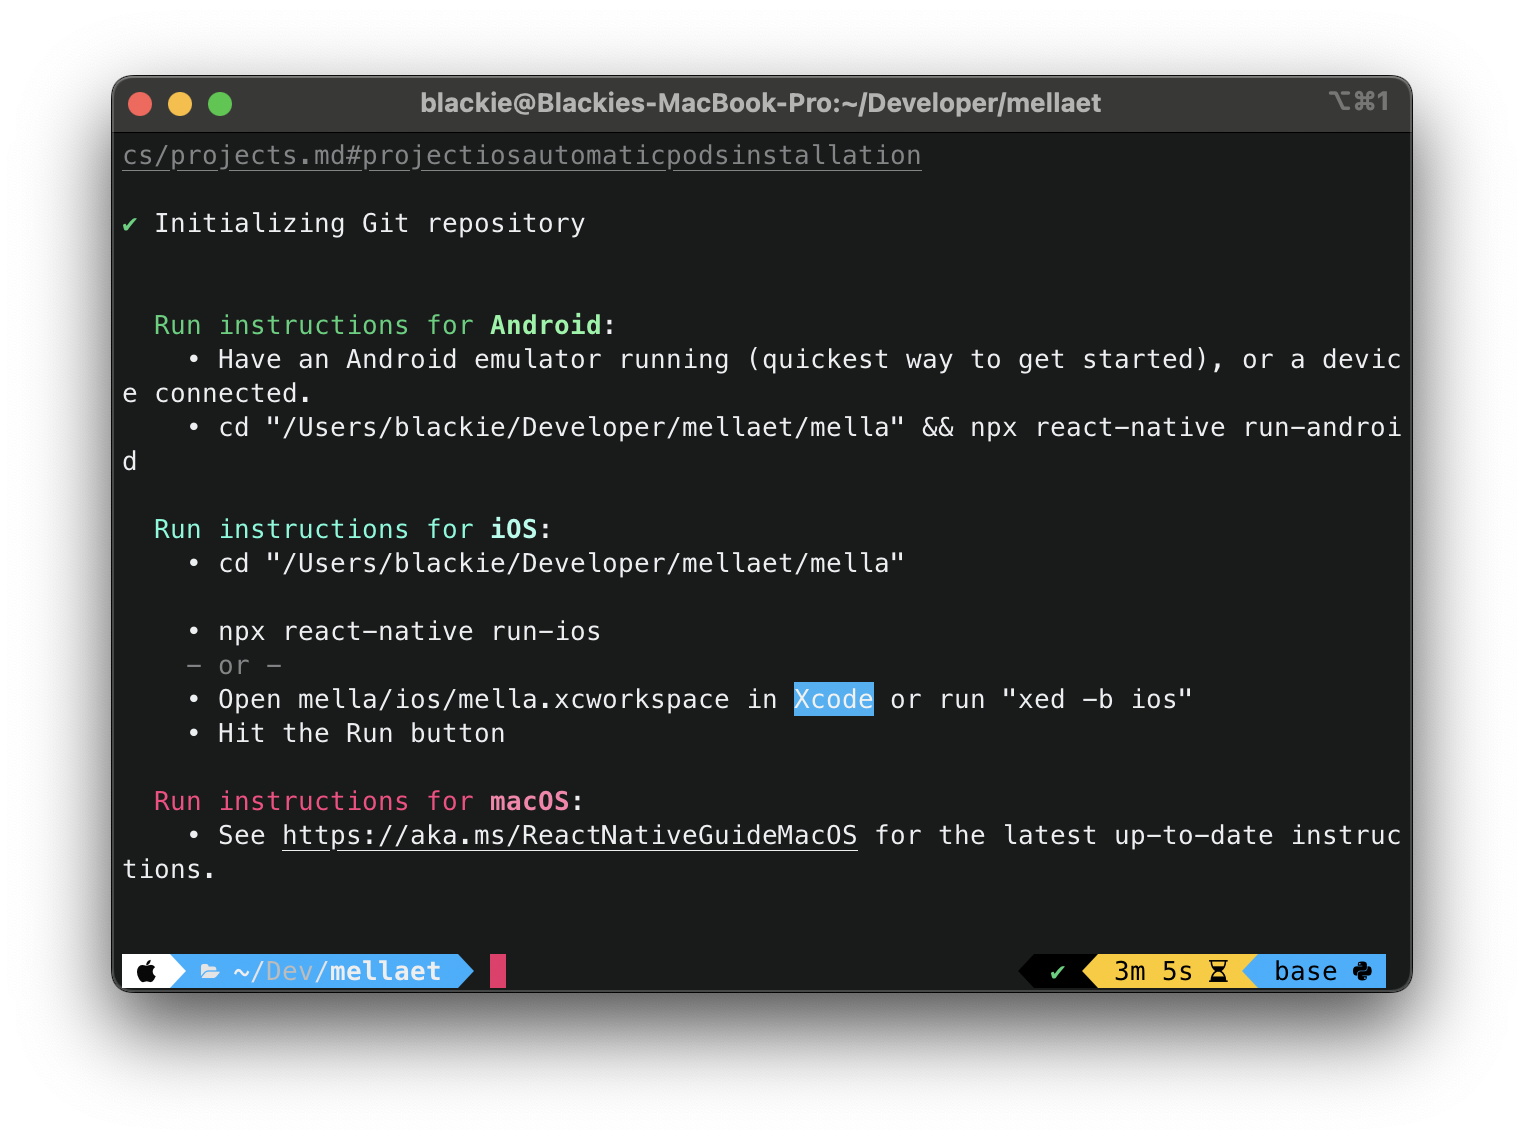 blackie@Blackies-MacBook-Pro:~/Developer/mellaet ⌥⌘1
cs/projects.md#projectiosautomaticpodsinstallation
✔ Initializing Git repository
Run instructions for Android:
• Have an Android emulator running (quickest way to get started), or a devic
e connected.
• cd "/Users/blackie/Developer/mellaet/mella" && npx react-native run-androi
d
Run instructions for iOS:
• cd "/Users/blackie/Developer/mellaet/mella"
• npx react-native run-ios
- or -
• Open mella/ios/mella.xcworkspace in Xcode or run "xed -b ios"
• Hit the Run button
Run instructions for macOS:
• See https://aka.ms/ReactNativeGuideMacOS for the latest up-to-date instruc
tions.
~/Dev/mellaet ✔ 3m 5s base